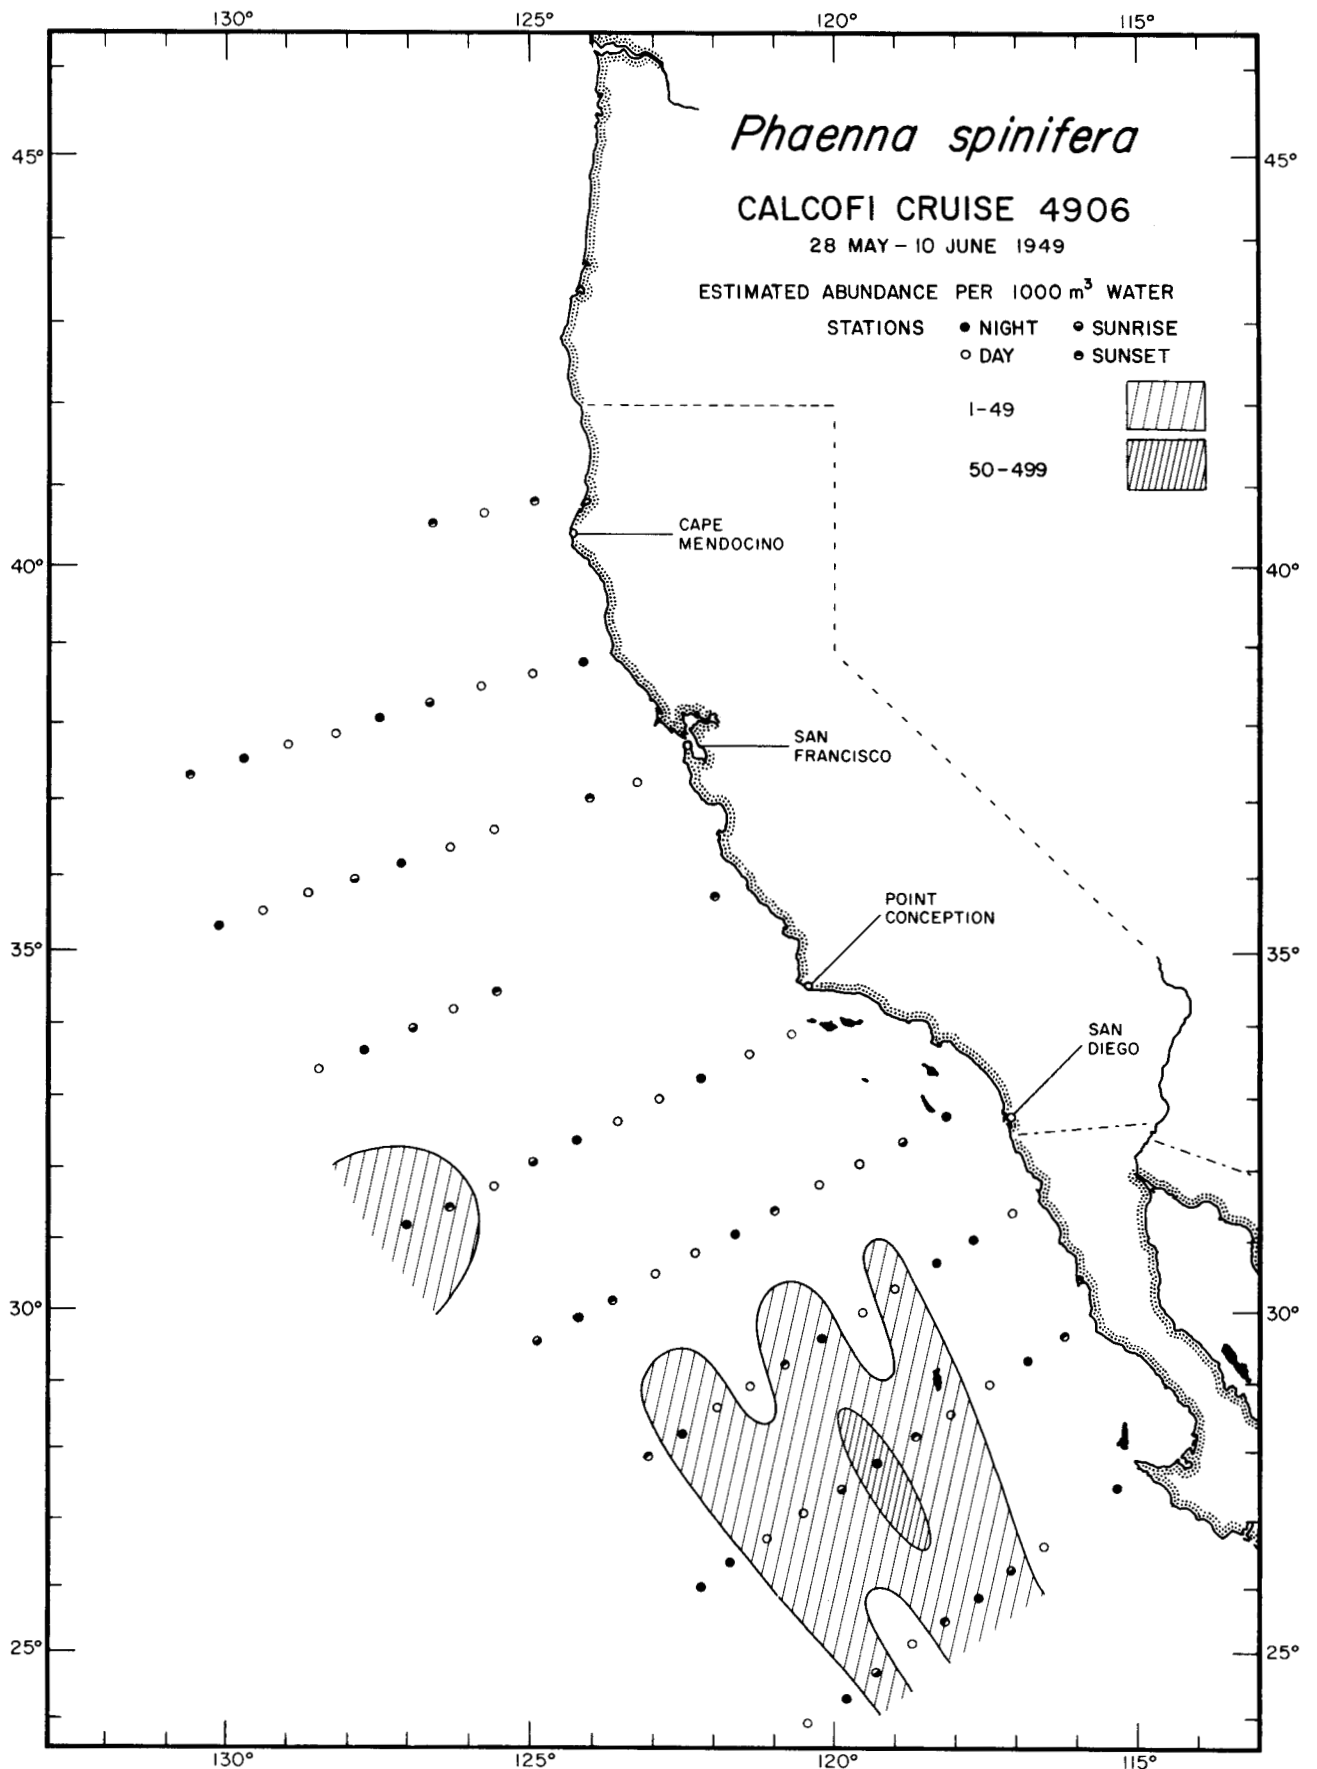 130° 125° 120° 115°
Phaenna spinifera
45° 45°
CALCOFI CRUISE 4906
28 MAY – 10 JUNE 1949
ESTIMATED ABUNDANCE PER 1000 m³ WATER
STATIONS ● NIGHT ◒ SUNRISE
○ DAY ◓ SUNSET
1–49
50–499
CAPE
MENDOCINO
40° 40°
SAN
FRANCISCO
POINT
CONCEPTION
35° 35°
SAN
DIEGO
30° 30°
25° 25°
130° 125° 120° 115°